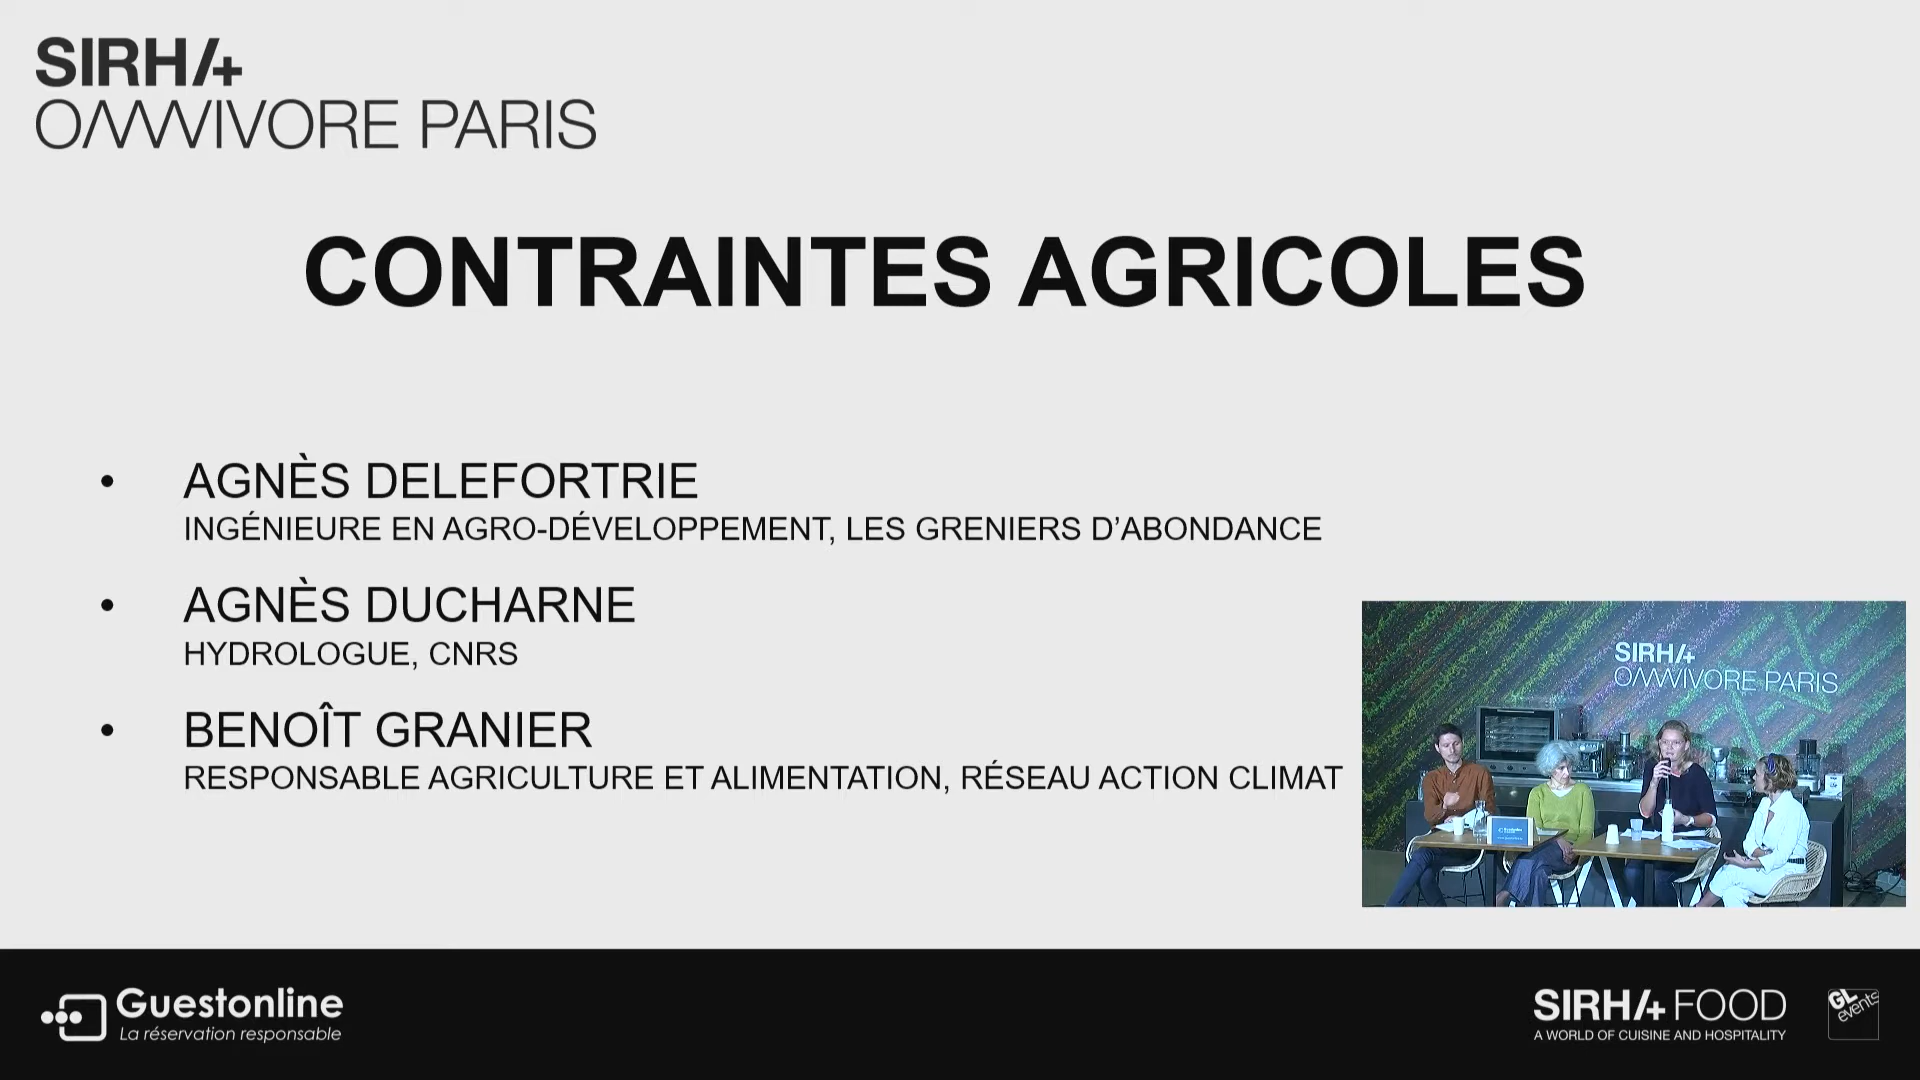 SIRHA+
OMNIVORE PARIS
CONTRAINTES AGRICOLES
• AGNÈS DELEFORTRIE
INGÉNIEURE EN AGRO-DÉVELOPPEMENT, LES GRENIERS D’ABONDANCE
• AGNÈS DUCHARNE
HYDROLOGUE, CNRS
• BENOÎT GRANIER
RESPONSABLE AGRICULTURE ET ALIMENTATION, RÉSEAU ACTION CLIMAT
SIRHA+
OMNIVORE PARIS
Guestonline
Guestonline
La réservation responsable
SIRHA+ FOOD
A WORLD OF CUISINE AND HOSPITALITY
GL events